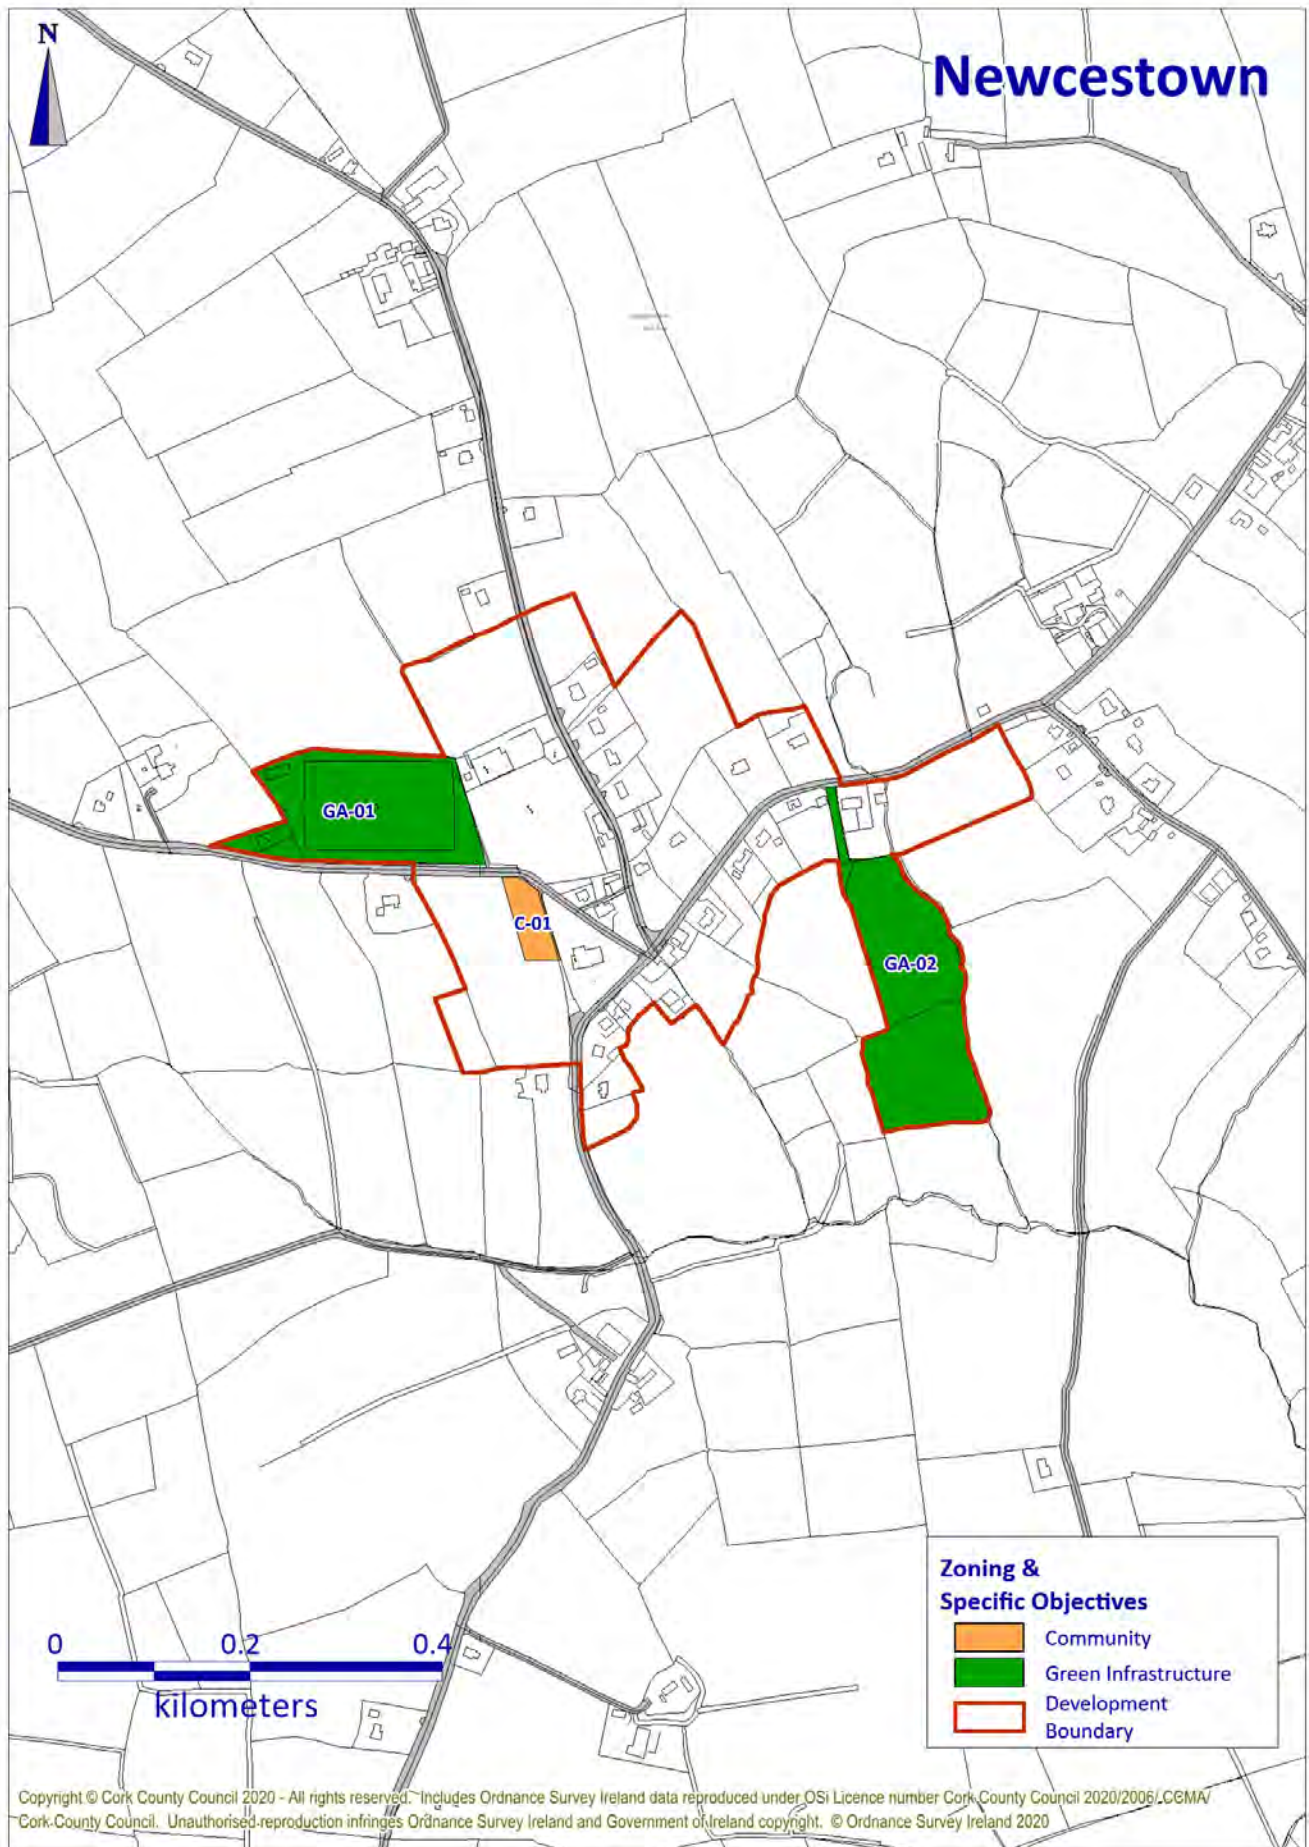 N
Newcestown
GA-01
C-01
GA-02
Zoning &
Specific Objectives
Community
Green Infrastructure
Development
Boundary
0 0.2 0.4
kilometers
Copyright © Cork County Council 2020 - All rights reserved. Includes Ordnance Survey Ireland data reproduced under OSi Licence number Cork County Council 2020/2006/ CCMA/
Cork County Council. Unauthorised reproduction infringes Ordnance Survey Ireland and Government of Ireland copyright. © Ordnance Survey Ireland 2020